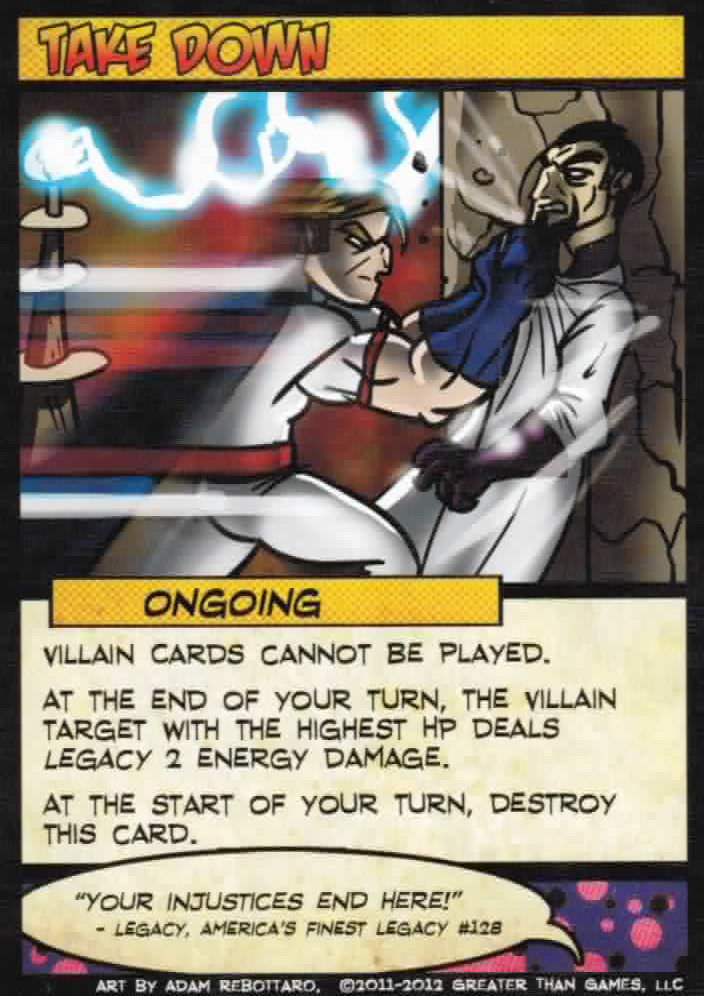 TAKE DOWN
ONGOING
VILLAIN CARDS CANNOT BE PLAYED.
AT THE END OF YOUR TURN, THE VILLAIN
TARGET WITH THE HIGHEST HP DEALS
LEGACY 2 ENERGY DAMAGE.
AT THE START OF YOUR TURN, DESTROY
THIS CARD.
"YOUR INJUSTICES END HERE!"
- LEGACY, AMERICA'S FINEST LEGACY #128
ART BY ADAM REBOTTARO, ©2011-2012 GREATER THAN GAMES, LLC